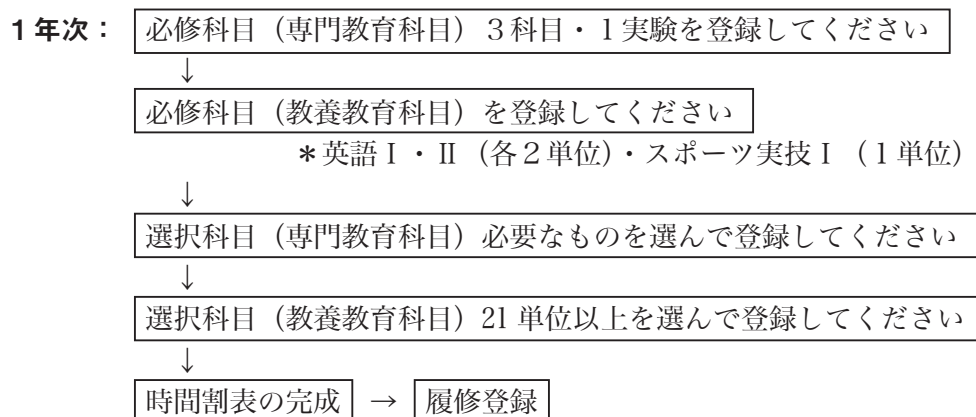 1年次： 必修科目（専門教育科目）３科目・１実験を登録してください
↓
必修科目（教養教育科目）を登録してください
＊英語Ⅰ・Ⅱ（各２単位）・スポーツ実技Ⅰ（１単位）
↓
選択科目（専門教育科目）必要なものを選んで登録してください
↓
選択科目（教養教育科目）21単位以上を選んで登録してください
↓
時間割表の完成 → 履修登録